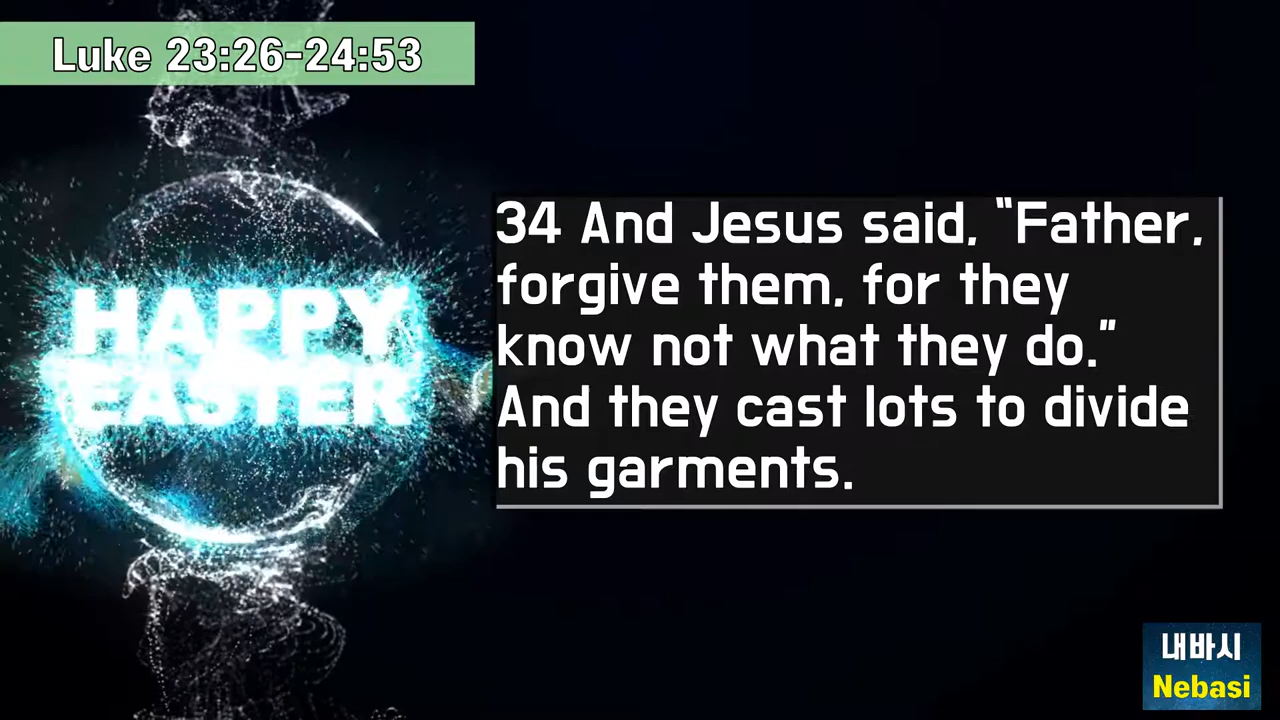 Luke 23:26-24:53
HAPPY
EASTER
34 And Jesus said, "Father,
forgive them, for they
know not what they do."
And they cast lots to divide
his garments.
내바시
Nebasi